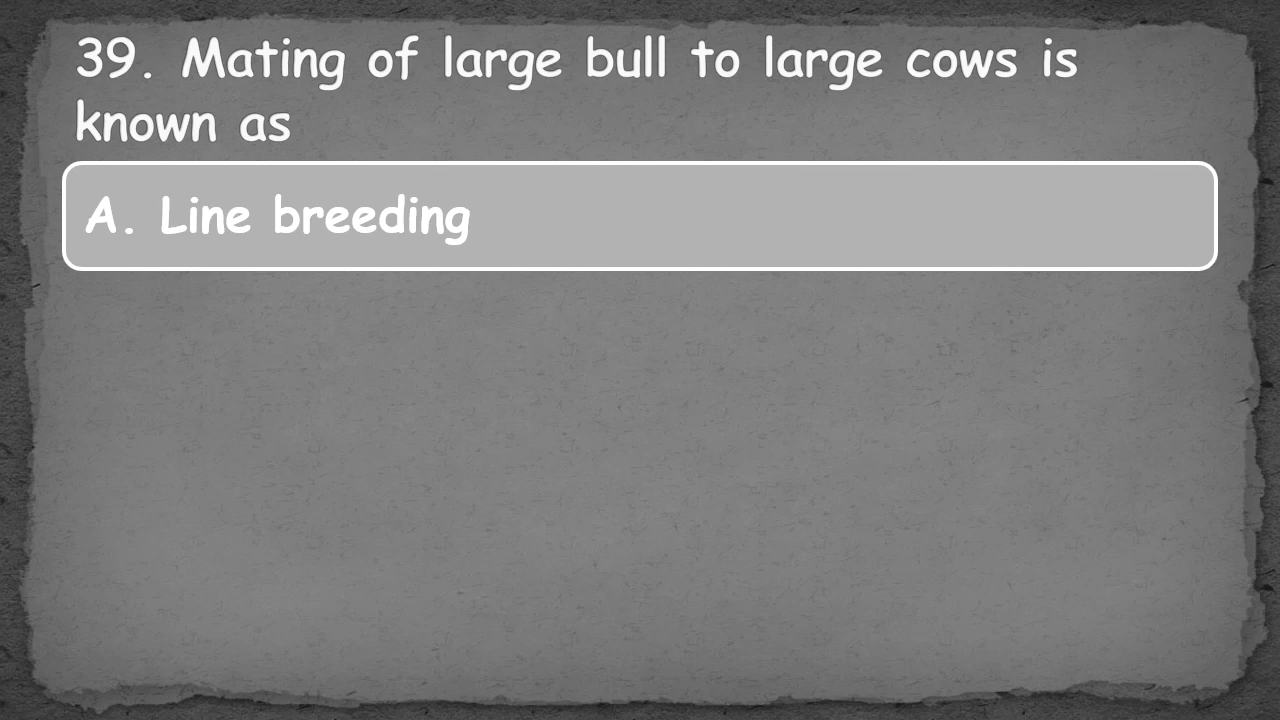 39. Mating of large bull to large cows is
known as
A. Line breeding